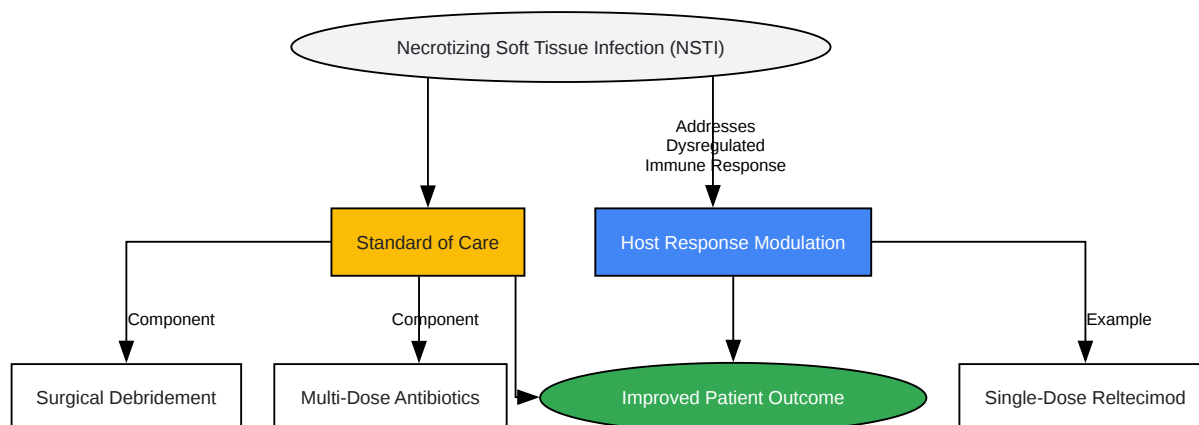 Necrotizing Soft Tissue Infection (NSTI)
Addresses
Dysregulated
Immune Response
Standard of Care
Host Response Modulation
Component
Component
Example
Surgical Debridement
Multi-Dose Antibiotics
Improved Patient Outcome
Single-Dose Reltecimod